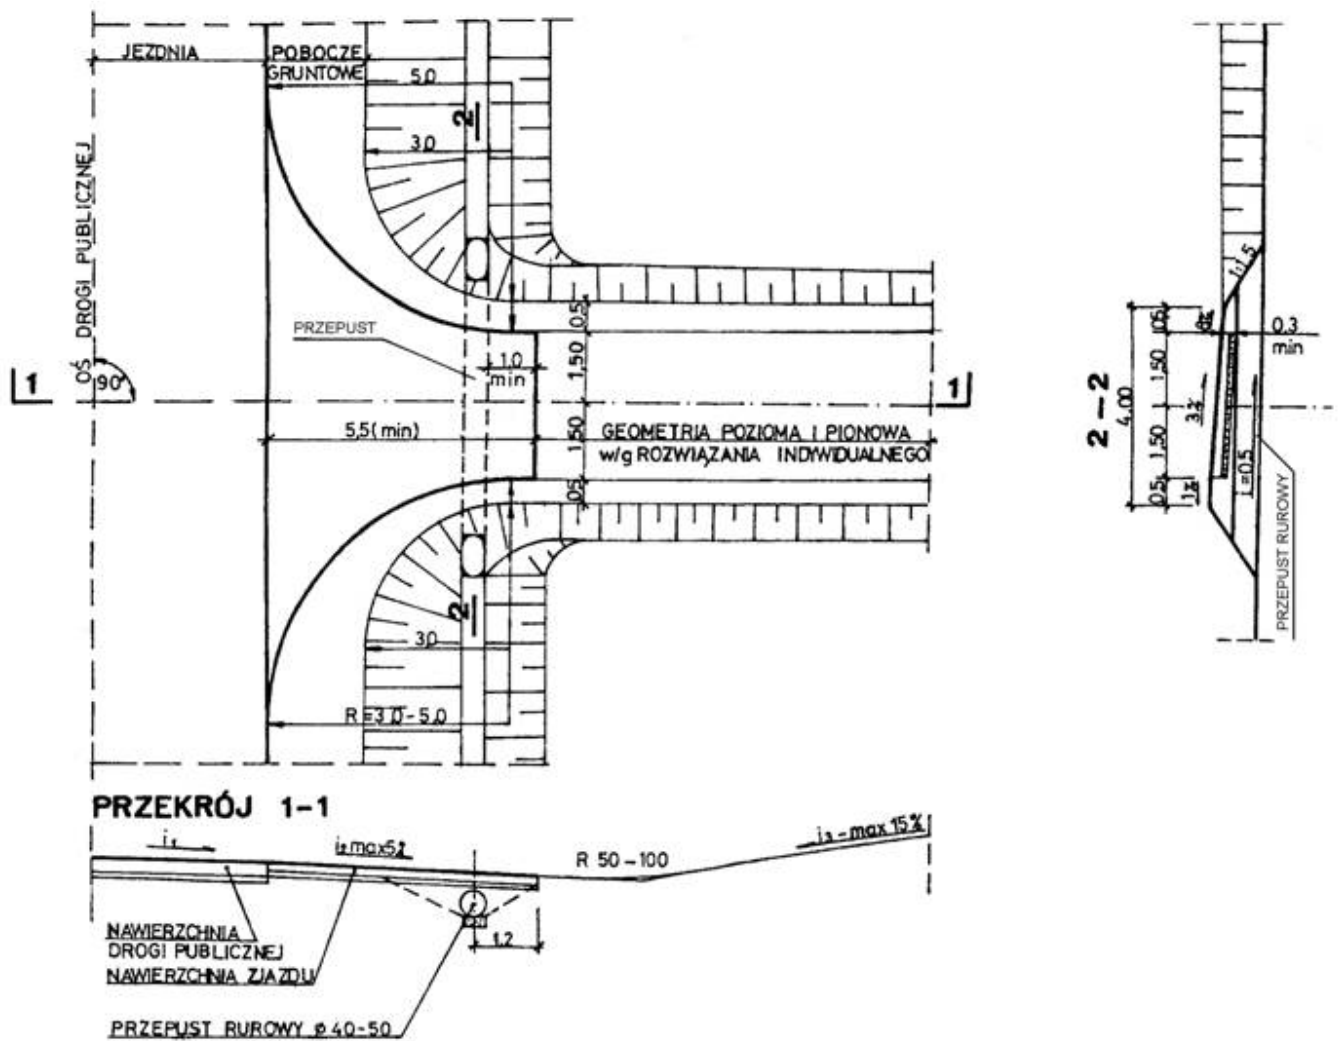 JEZDNIA
POBOCZE
GRUNTOWE
5,0
2
3,0
OŚ DROGI PUBLICZNEJ
PRZEPUST
1,0
min
0,5
1,50
1
90°
1
5,5(min)
1,50
GEOMETRIA POZIOMA I PIONOWA
w/g ROZWIĄZANIA INDYWIDUALNEGO
0,5
2
3,0
R=3,0-5,0
1:1,5
0,3
min
0,5
1,50
2-2
4,00
3%
1,50
i=0,5
0,5
PRZEPUST RUROWY
PRZEKRÓJ 1-1
i₁
i₂max5%
R 50-100
i₃-max 15%
NAWIERZCHNIA
DROGI PUBLICZNEJ
1,2
NAWIERZCHNIA ZJAZDU
PRZEPUST RUROWY ø 40-50